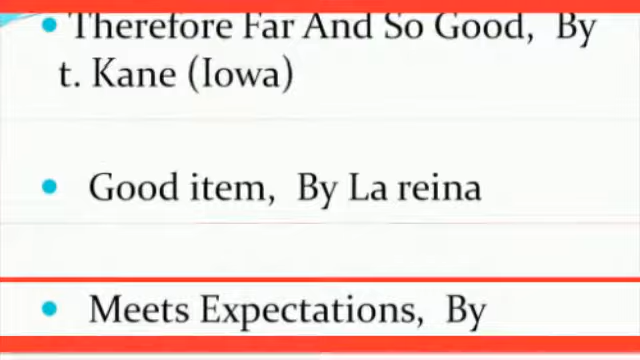 • Therefore Far And So Good, By
t. Kane (Iowa)
• Good item, By La reina
• Meets Expectations, By